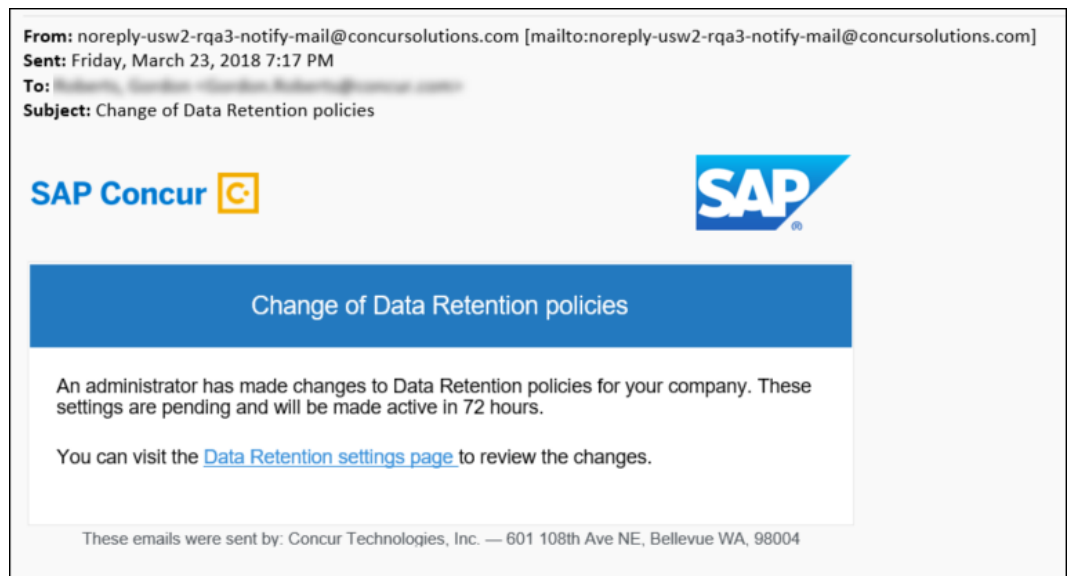 From: noreply-usw2-rqa3-notify-mail@concursolutions.com [mailto:noreply-usw2-rqa3-notify-mail@concursolutions.com]
Sent: Friday, March 23, 2018 7:17 PM
To:
Subject: Change of Data Retention policies
SAP Concur C
SAP ®
Change of Data Retention policies
An administrator has made changes to Data Retention policies for your company. These
settings are pending and will be made active in 72 hours.
You can visit the Data Retention settings page to review the changes.
These emails were sent by: Concur Technologies, Inc. — 601 108th Ave NE, Bellevue WA, 98004